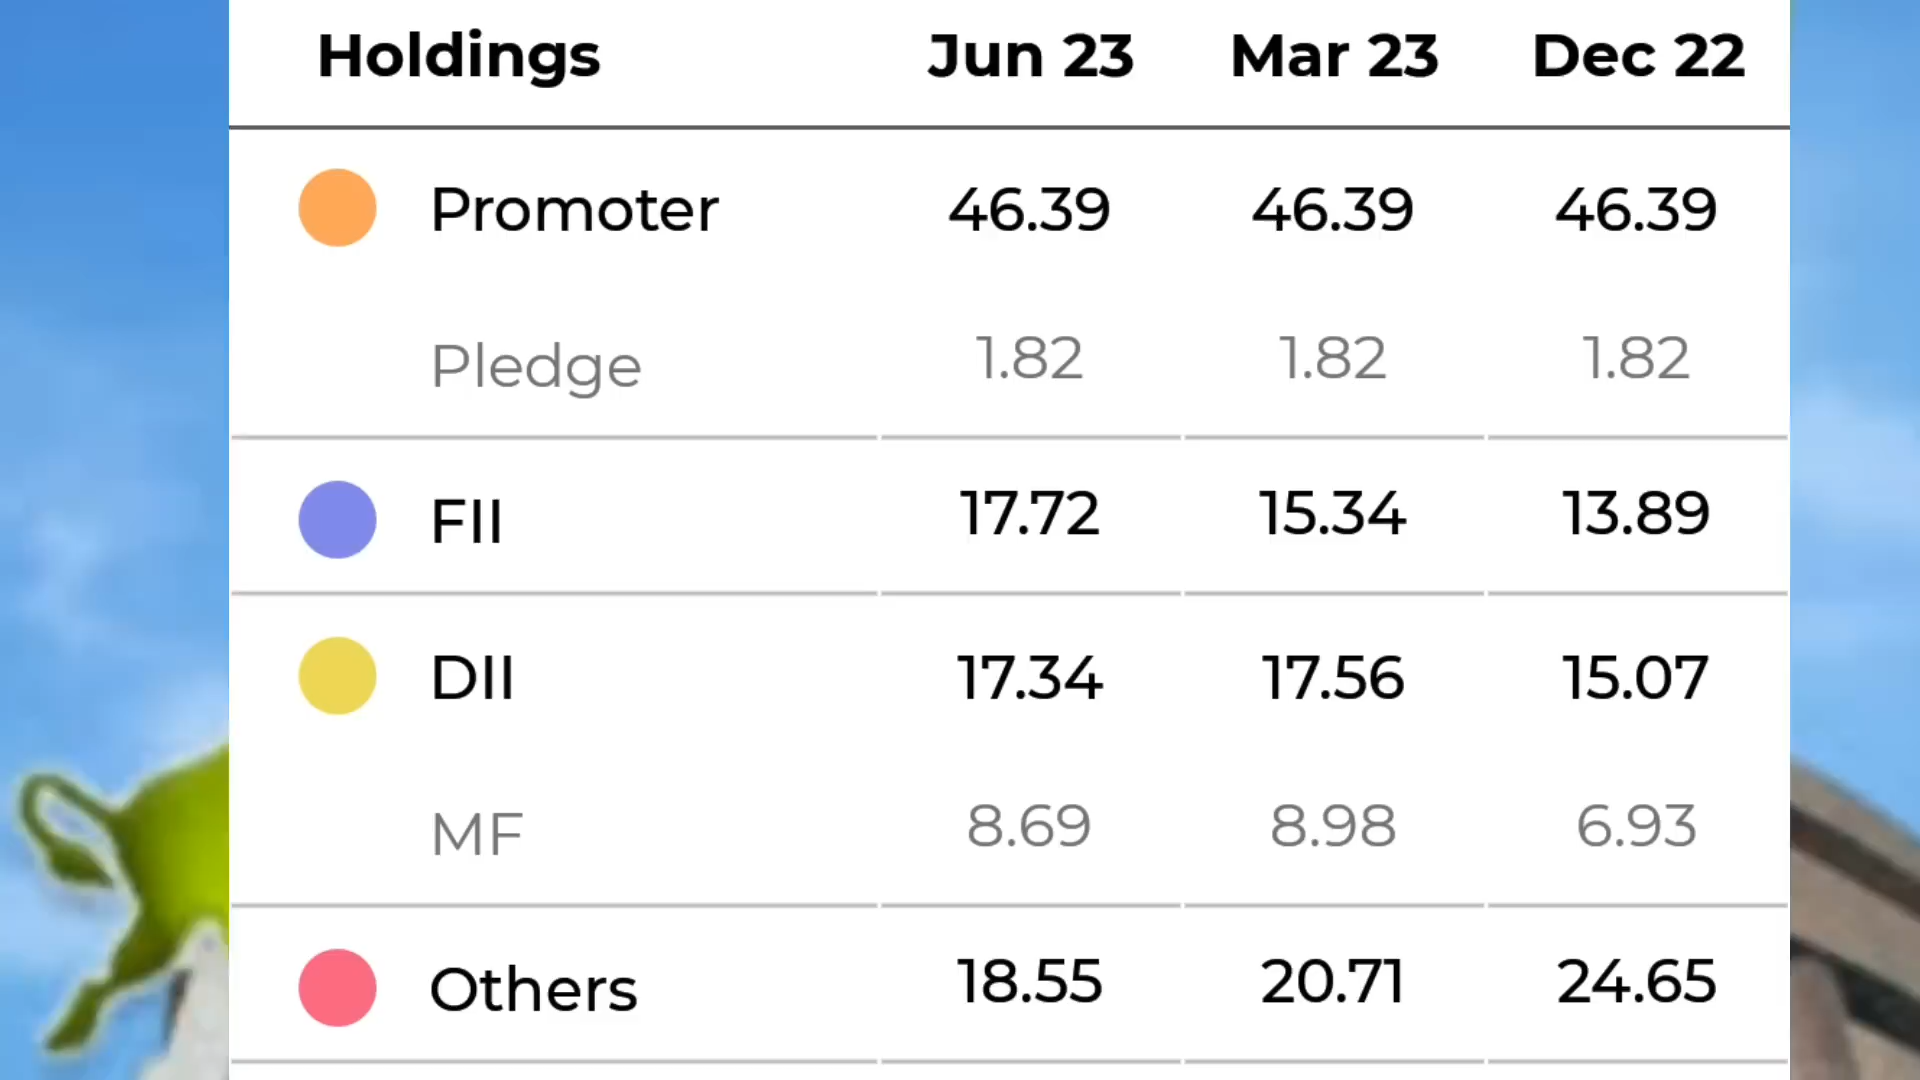 Holdings Jun 23 Mar 23 Dec 22
Promoter 46.39 46.39 46.39
Pledge 1.82 1.82 1.82
FII 17.72 15.34 13.89
DII 17.34 17.56 15.07
MF 8.69 8.98 6.93
Others 18.55 20.71 24.65